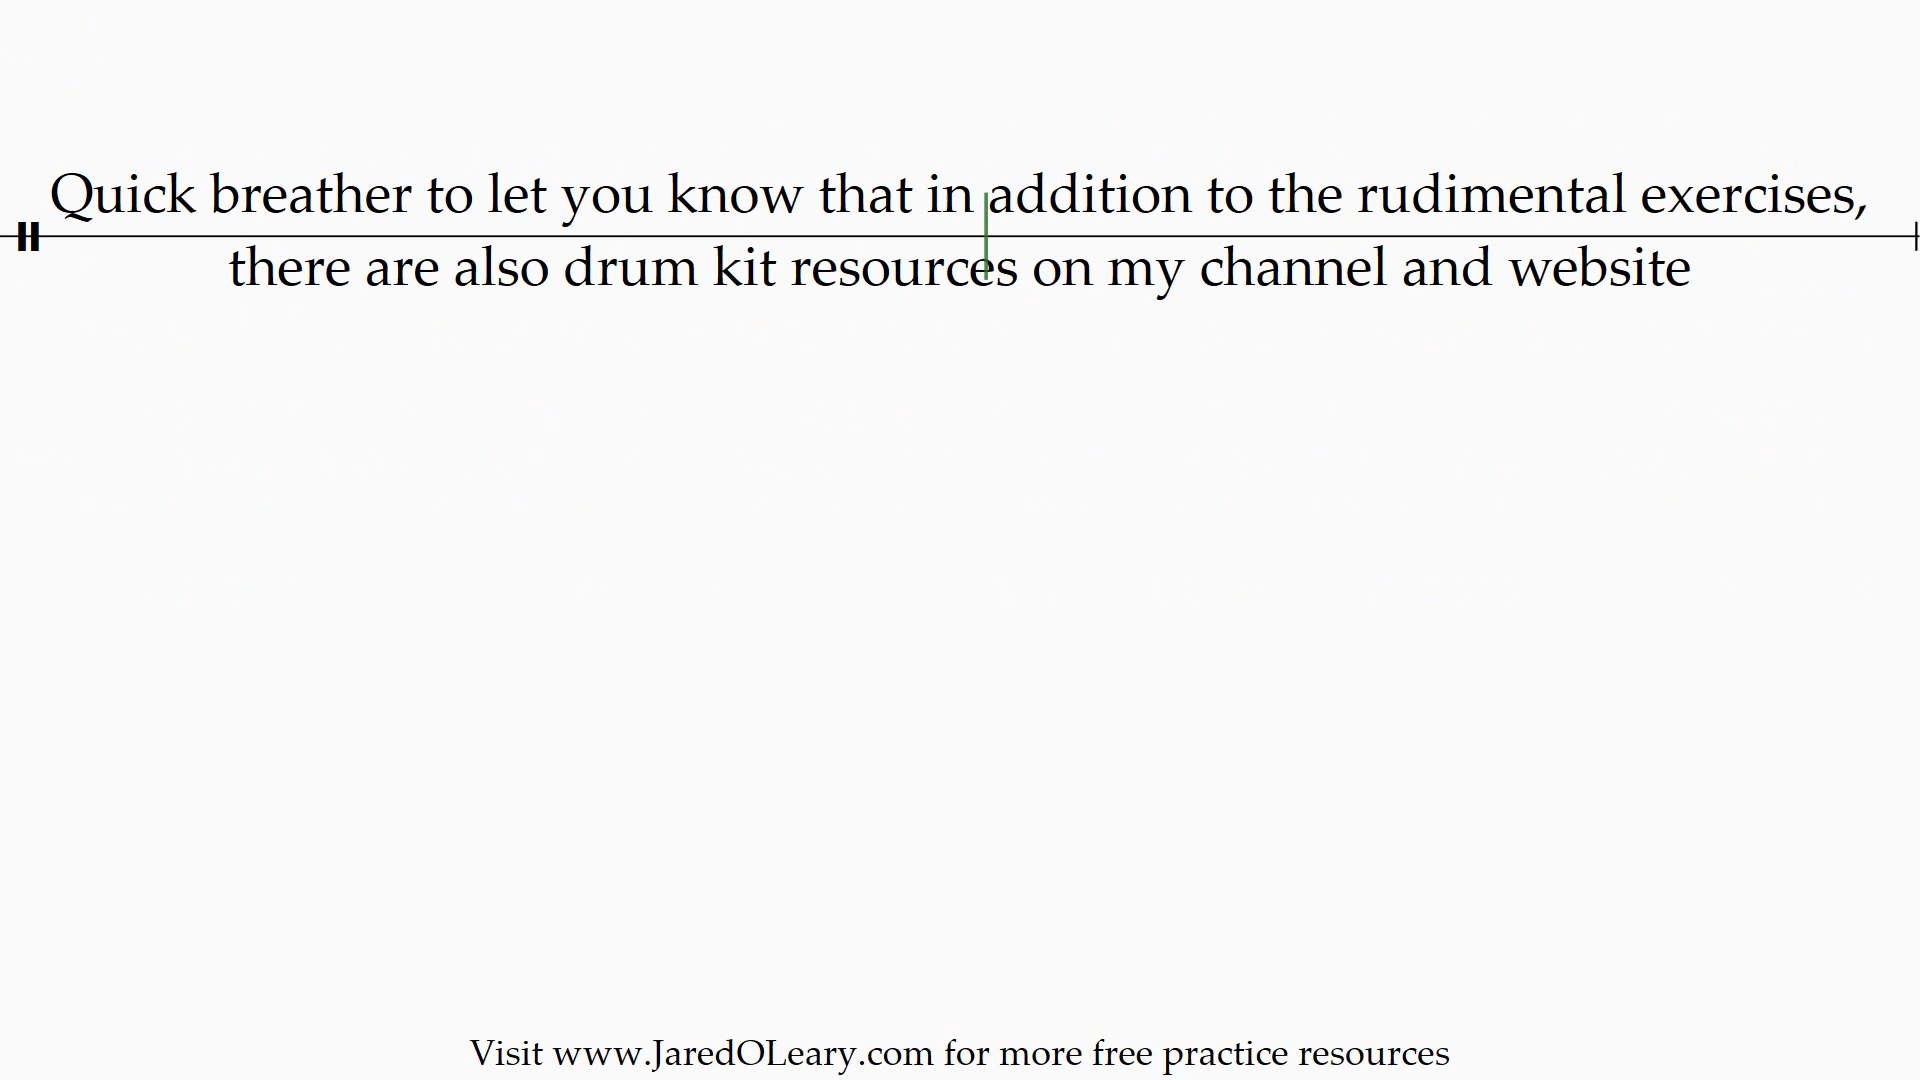 Quick breather to let you know that in addition to the rudimental exercises,
there are also drum kit resources on my channel and website
Visit www.JaredOLeary.com for more free practice resources